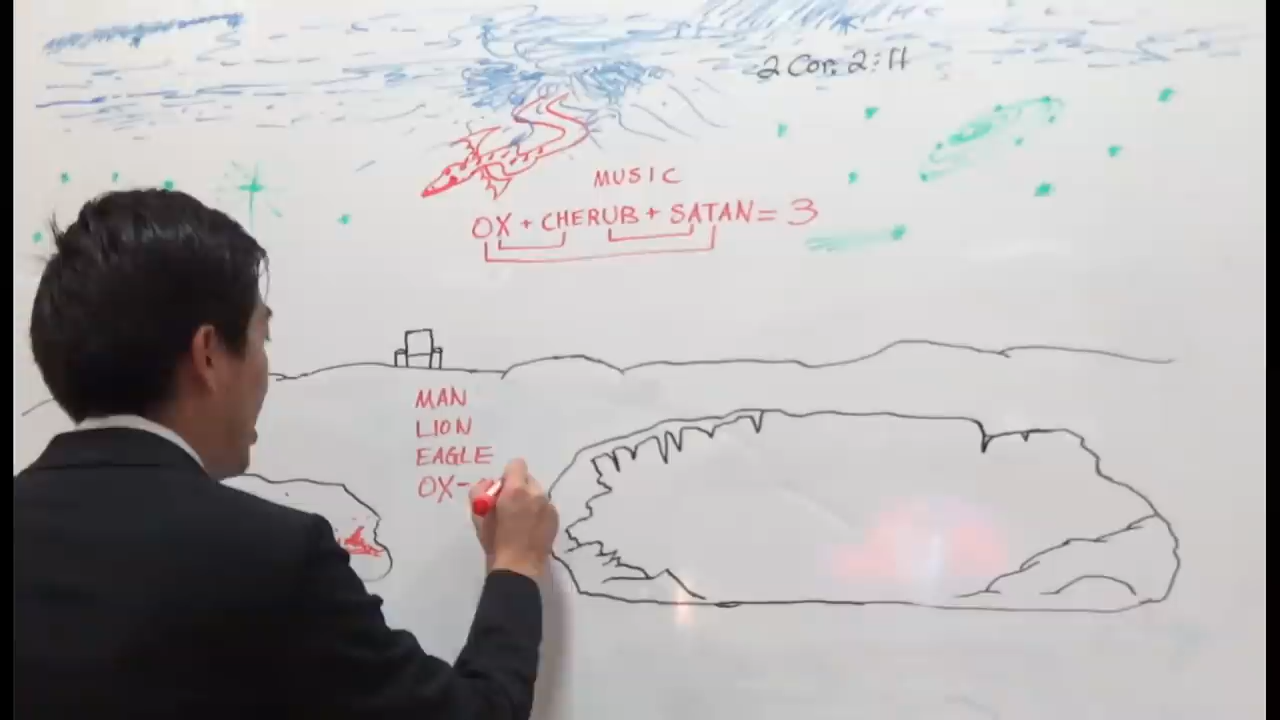 2 Cor. 2:11
MUSIC
OX + CHERUB + SATAN = 3
MAN
LION
EAGLE
OX-